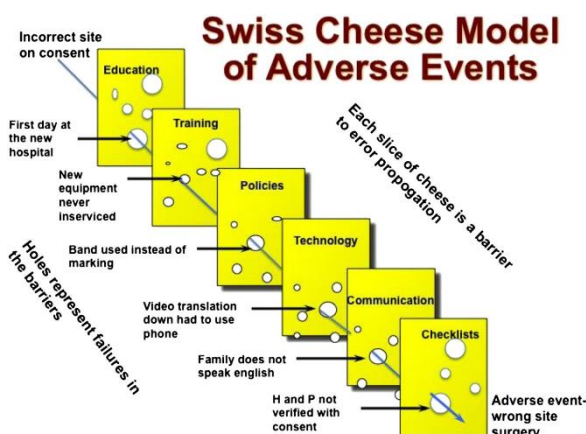 Swiss Cheese Model
of Adverse Events
Incorrect site
on consent
Education
First day at
the new
hospital
Training
New
equipment
never
inserviced
Policies
Band used instead of
marking
Technology
Video translation
down had to use
phone
Communication
Family does not
speak english
Checklists
H and P not
verified with
consent
Adverse event-
wrong site
surgery
Each slice of cheese is a barrier
to error propogation
Holes represent failures in
the barriers